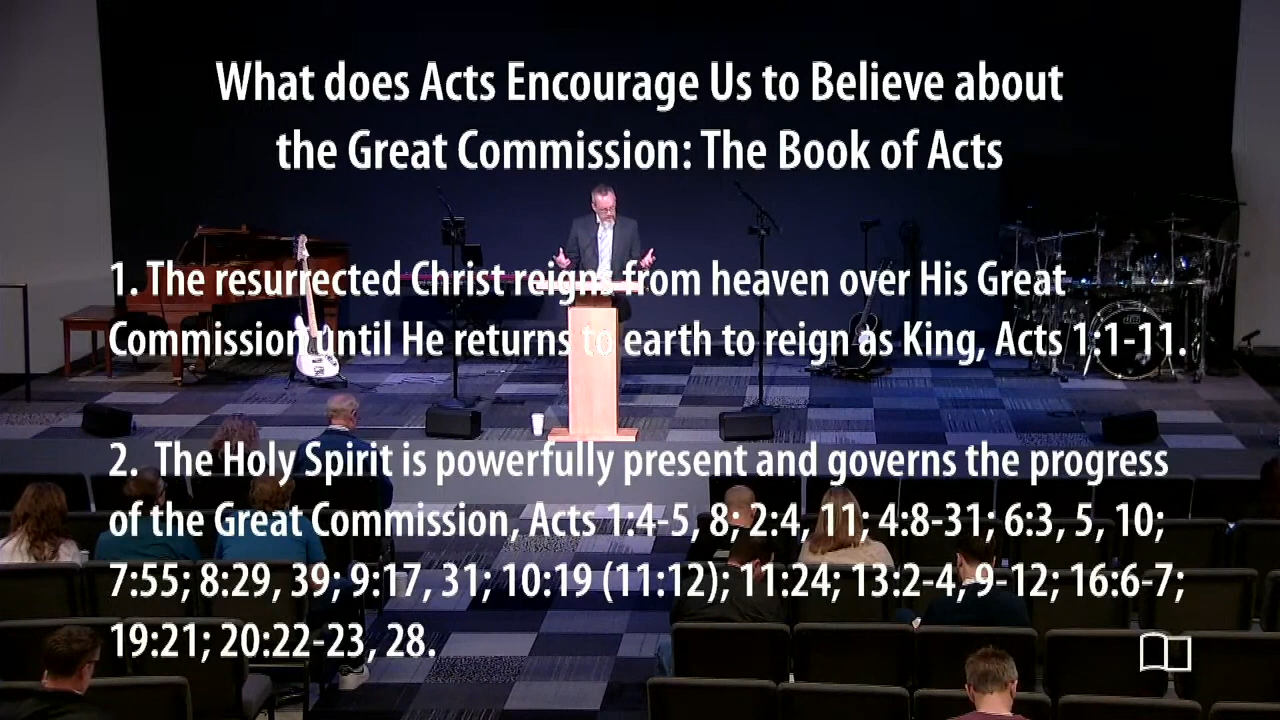 What does Acts Encourage Us to Believe about
the Great Commission: The Book of Acts
1. The resurrected Christ reigns from heaven over His Great
Commission until He returns to earth to reign as King, Acts 1:1-11.
2. The Holy Spirit is powerfully present and governs the progress
of the Great Commission, Acts 1:4-5, 8; 2:4, 11; 4:8-31; 6:3, 5, 10;
7:55; 8:29, 39; 9:17, 31; 10:19 (11:12); 11:24; 13:2-4, 9-12; 16:6-7;
19:21; 20:22-23, 28.